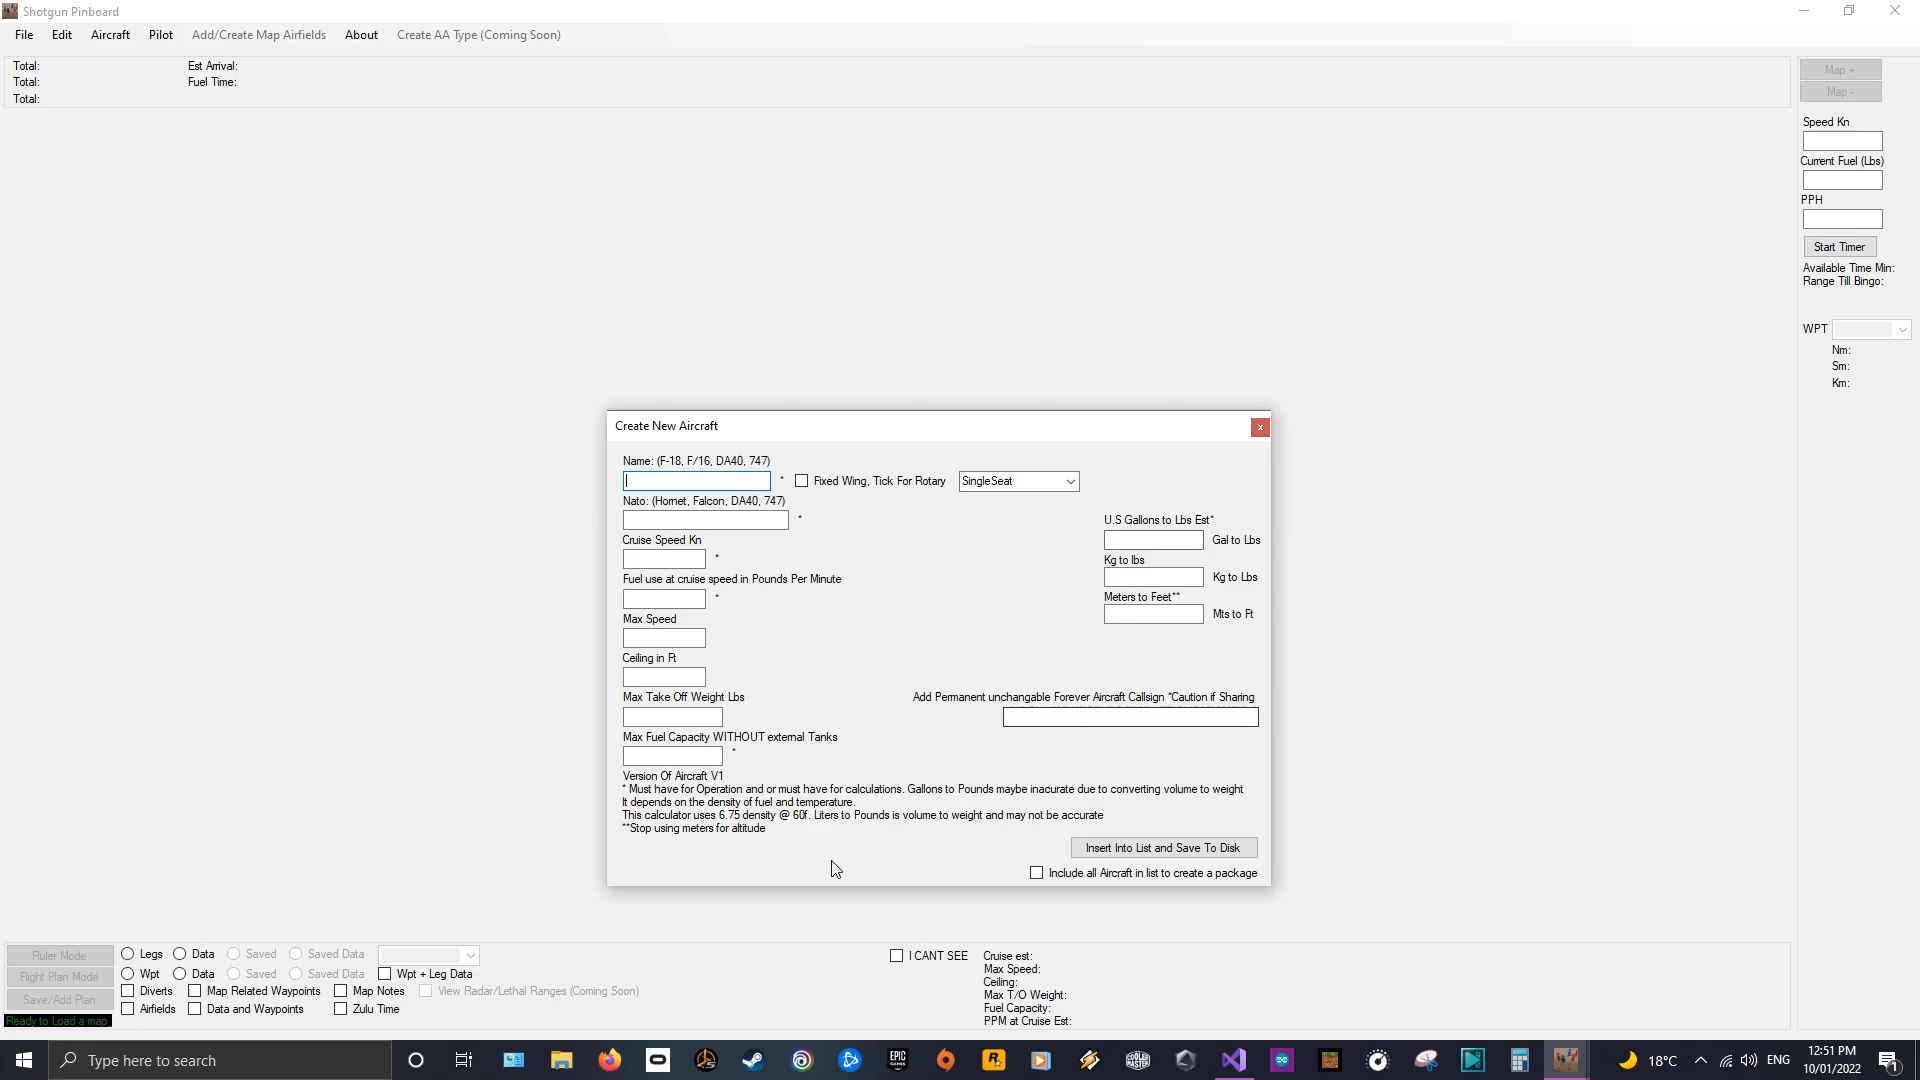 Shotgun Pinboard
File Edit Aircraft Pilot Add/Create Map Airfields About Create AA Type (Coming Soon)
Total: Est Arrival:
Total: Fuel Time:
Total:
Map +
Map -
Speed Kn
Current Fuel (Lbs)
PPH
Start Timer
Available Time Min:
Range Till Bingo:
WPT
Nm:
Sm:
Km:
Create New Aircraft
x
Name: (F-18, F/16, DA40, 747)
* Fixed Wing, Tick For Rotary SingleSeat
Nato: (Hornet, Falcon, DA40, 747)
*
Cruise Speed Kn
*
Fuel use at cruise speed in Pounds Per Minute
*
Max Speed
Ceiling in Ft
Max Take Off Weight Lbs
Max Fuel Capacity WITHOUT external Tanks
*
U.S Gallons to Lbs Est*
Gal to Lbs
Kg to lbs
Kg to Lbs
Meters to Feet**
Mts to Ft
Add Permanent unchangable Forever Aircraft Callsign *Caution if Sharing
Version Of Aircraft V1
* Must have for Operation and or must have for calculations. Gallons to Pounds maybe inacurate due to converting volume to weight
It depends on the density of fuel and temperature.
This calculator uses 6.75 density @ 60f. Liters to Pounds is volume to weight and may not be accurate
**Stop using meters for altitude
Insert Into List and Save To Disk
Include all Aircraft in list to create a package
Ruler Mode Legs Data Saved Saved Data
Flight Plan Mode Wpt Data Saved Saved Data Wpt + Leg Data
Save/Add Plan Diverts Map Related Waypoints Map Notes View Radar/Lethal Ranges (Coming Soon)
Airfields Data and Waypoints Zulu Time
Ready to Load a map
I CANT SEE
Cruise est:
Max Speed:
Ceiling:
Max T/O Weight:
Fuel Capacity:
PPM at Cruise Est:
Type here to search
EPIC GAMES
COOLER MASTER
18°C ENG
12:51 PM
10/01/2022
1